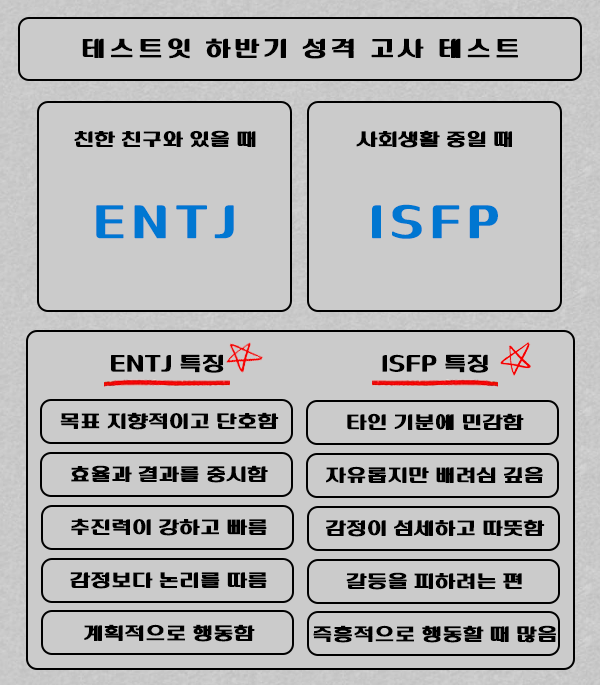 테스트잇 하반기 성격 고사 테스트
친한 친구와 있을 때
사회생활 중일 때
ENTJ
ISFP
ENTJ 특징
ISFP 특징
목표 지향적이고 단호함
타인 기분에 민감함
효율과 결과를 중시함
자유롭지만 배려심 깊음
추진력이 강하고 빠름
감정이 섬세하고 따뜻함
감정보다 논리를 따름
갈등을 피하려는 편
계획적으로 행동함
즉흥적으로 행동할 때 많음